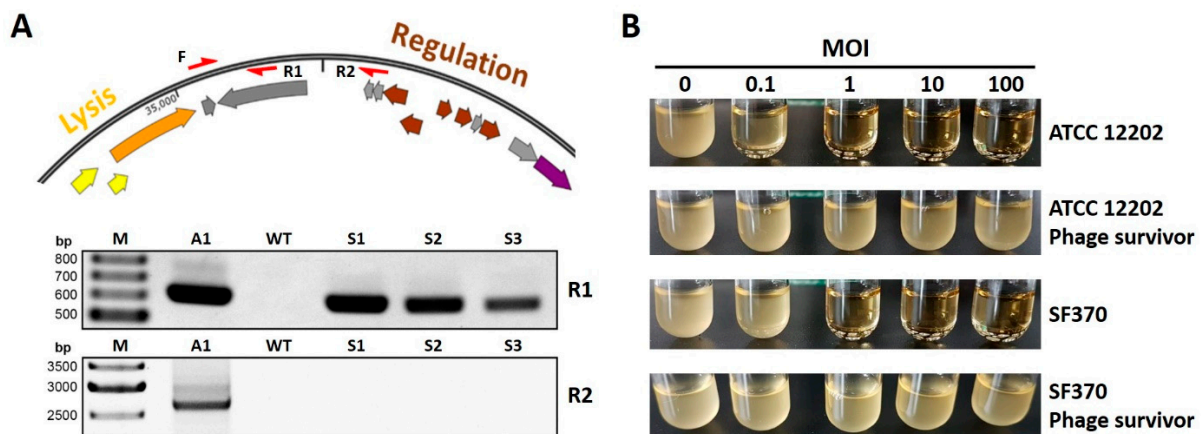 A
F
R1
R2
Regulation
Lysis
35,000
bp M A1 WT S1 S2 S3
800
700
600
500
R1
bp M A1 WT S1 S2 S3
3500
3000
2500
R2
B
MOI
0 0.1 1 10 100
ATCC 12202
ATCC 12202
Phage survivor
SF370
SF370
Phage survivor